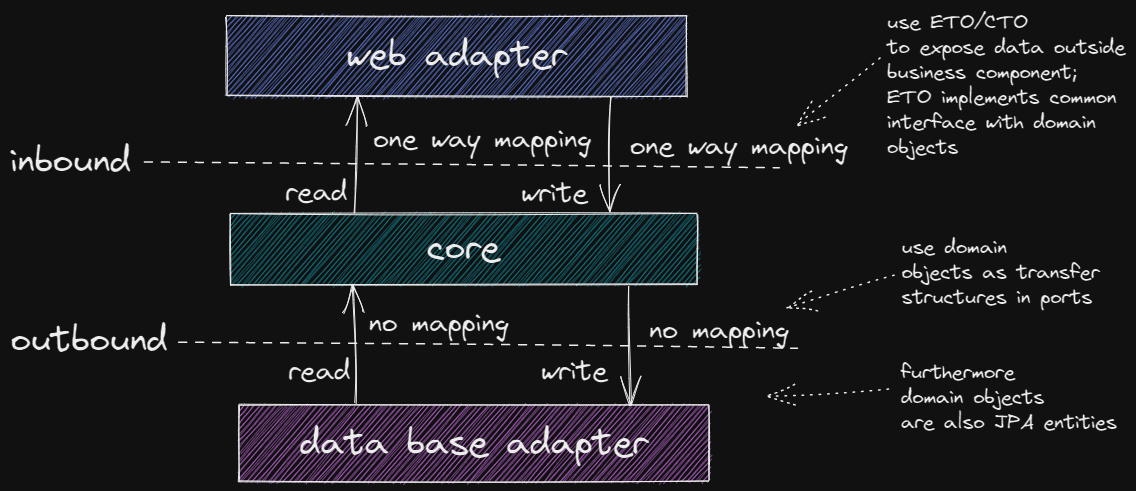 web adapter
use ETO/CTO
to expose data outside
business component;
ETO implements common
interface with domain
objects
one way mapping
one way mapping
inbound
read
write
core
use domain
objects as transfer
structures in ports
no mapping
no mapping
outbound
read
write
furthermore
domain objects
are also JPA entities
data base adapter